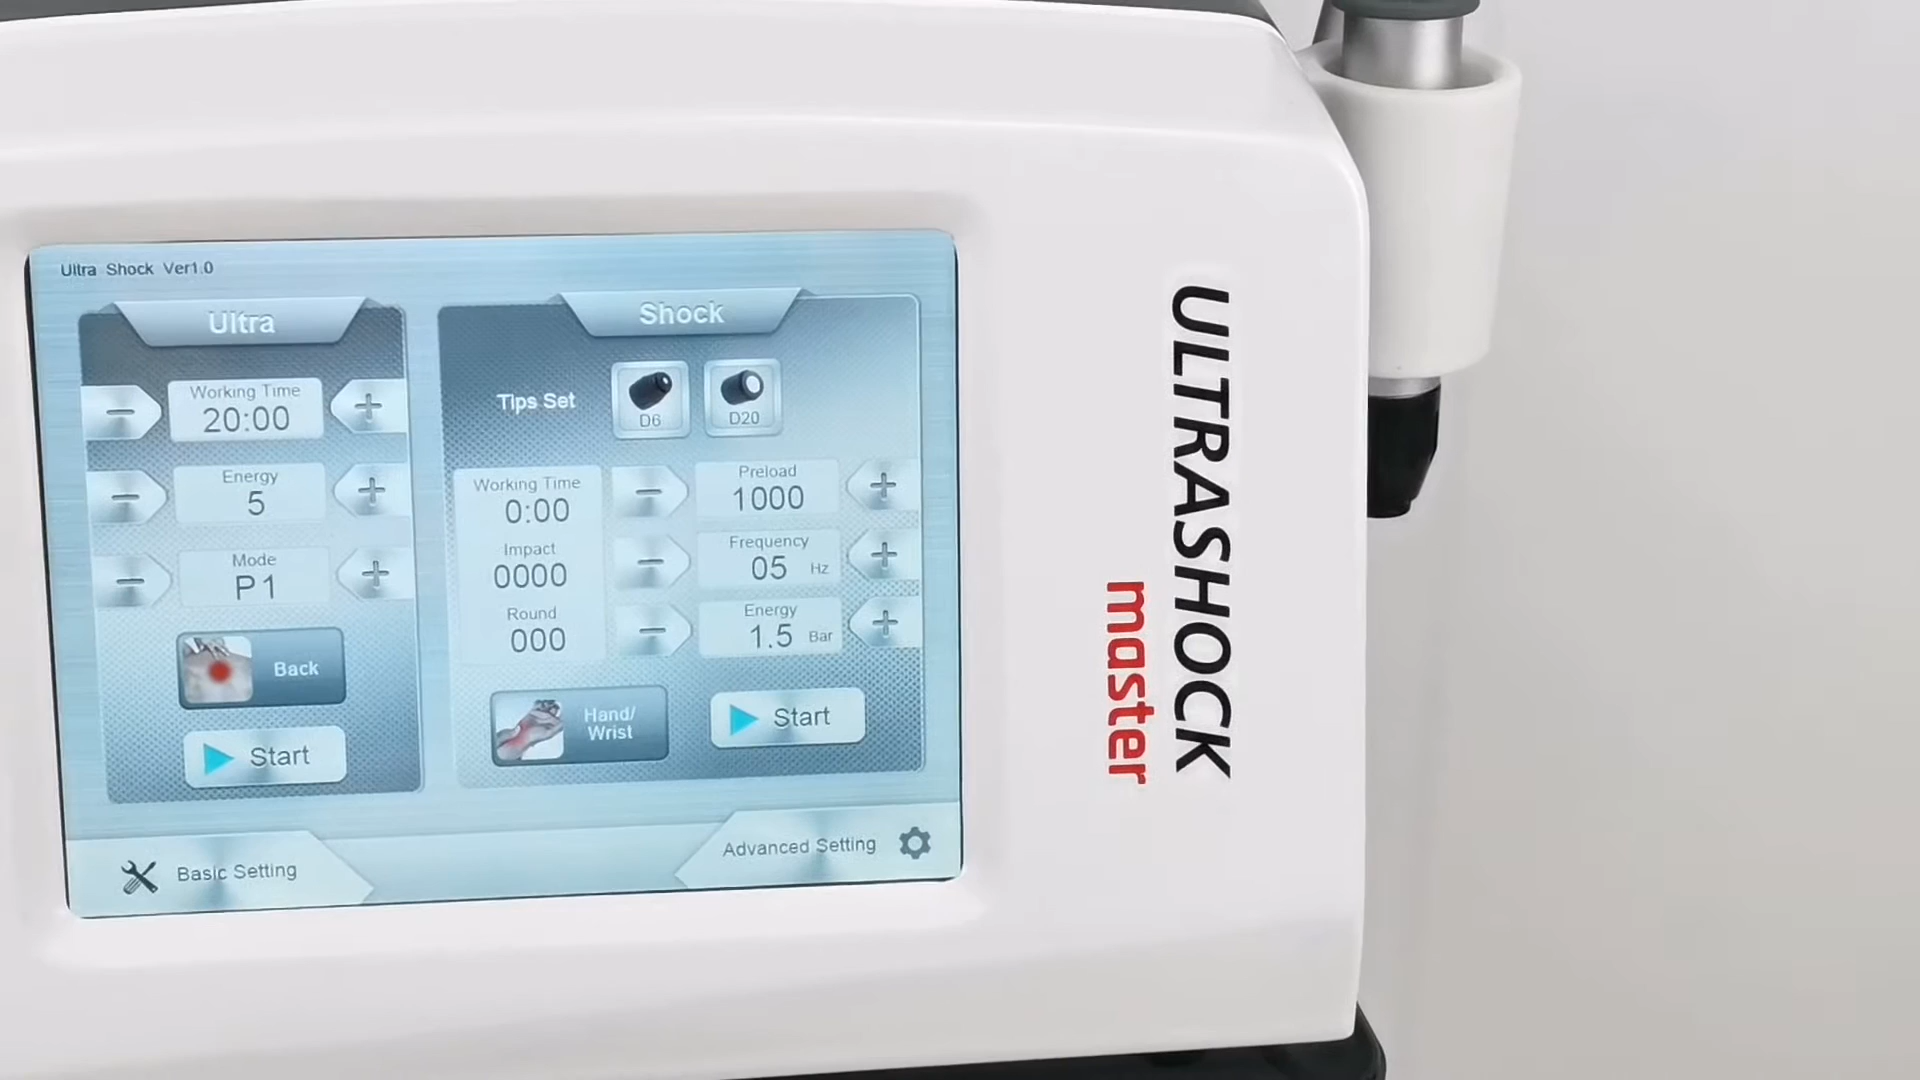 Ultra Shock Ver1.0
Ultra
Working Time
20:00
Energy
5
Mode
P1
Back
Start
Shock
Tips Set
D6
D20
Working Time
0:00
Impact
0000
Round
000
Preload
1000
Frequency
05 Hz
Energy
1.5 Bar
Hand/
Wrist
Start
Basic Setting
Advanced Setting
ULTRASHOCK
master